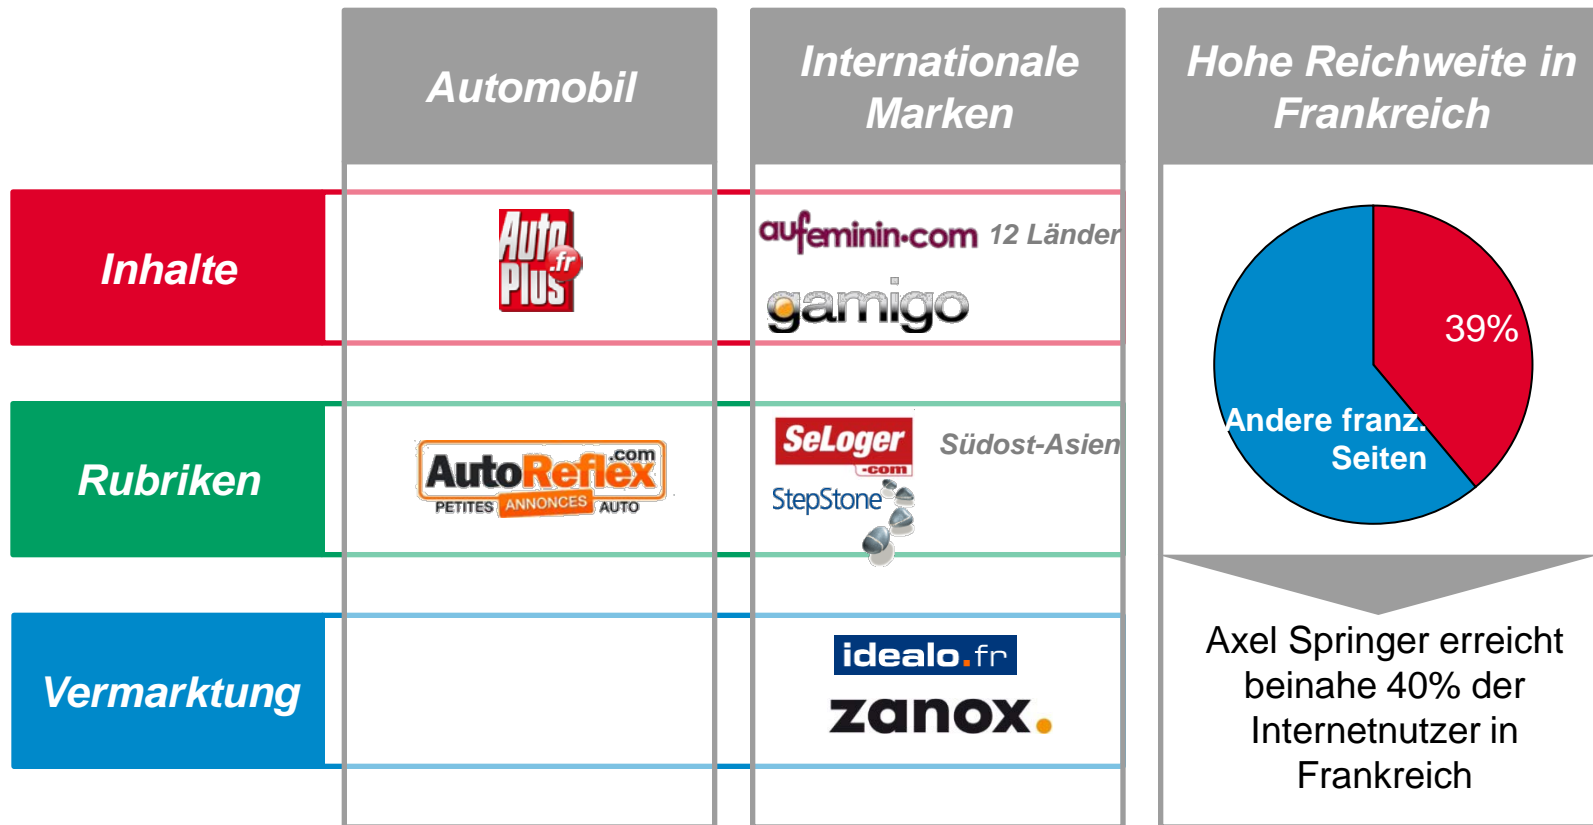 Automobil
Internationale
Marken
Hohe Reichweite in
Frankreich
Inhalte
Auto
Plus
.fr
aufeminin.com 12 Länder
gamigo
39%
Andere franz.
Seiten
Rubriken
AutoReflex
.com
PETITES ANNONCES AUTO
SeLoger
.com
Südost-Asien
StepStone
Vermarktung
idealo.fr
zanox.
Axel Springer erreicht
beinahe 40% der
Internetnutzer in
Frankreich